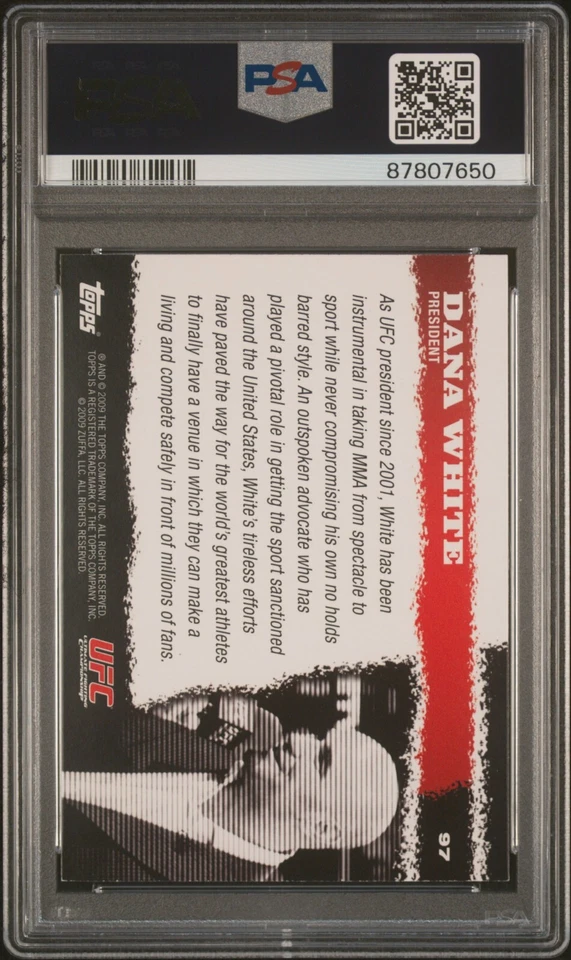 PSA
87807650
DANA WHITE
PRESIDENT
97
As UFC president since 2001, White has been
instrumental in taking MMA from spectacle to
sport while never compromising his own no holds
barred style. An outspoken advocate who has
played a pivotal role in getting the sport sanctioned
around the United States, White's tireless efforts
have paved the way for the world's greatest athletes
to finally have a venue in which they can make a
living and compete safely in front of millions of fans.
topps®
® AND © 2009 THE TOPPS COMPANY, INC. ALL RIGHTS RESERVED.
TOPPS IS A REGISTERED TRADEMARK OF THE TOPPS COMPANY, INC.
© 2009 ZUFFA, LLC. ALL RIGHTS RESERVED.
UFC
ULTIMATE FIGHTING
CHAMPIONSHIP
PSA